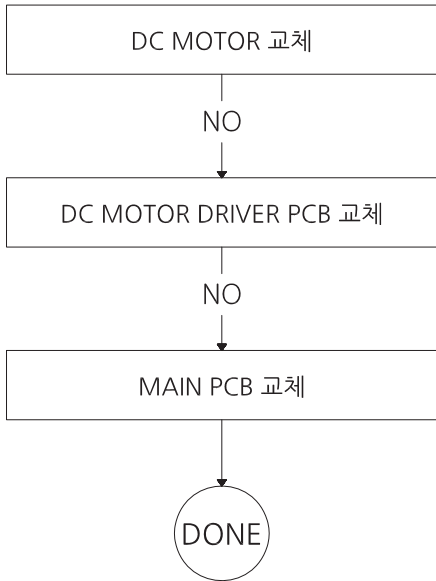 DC MOTOR 교체
NO
DC MOTOR DRIVER PCB 교체
NO
MAIN PCB 교체
DONE